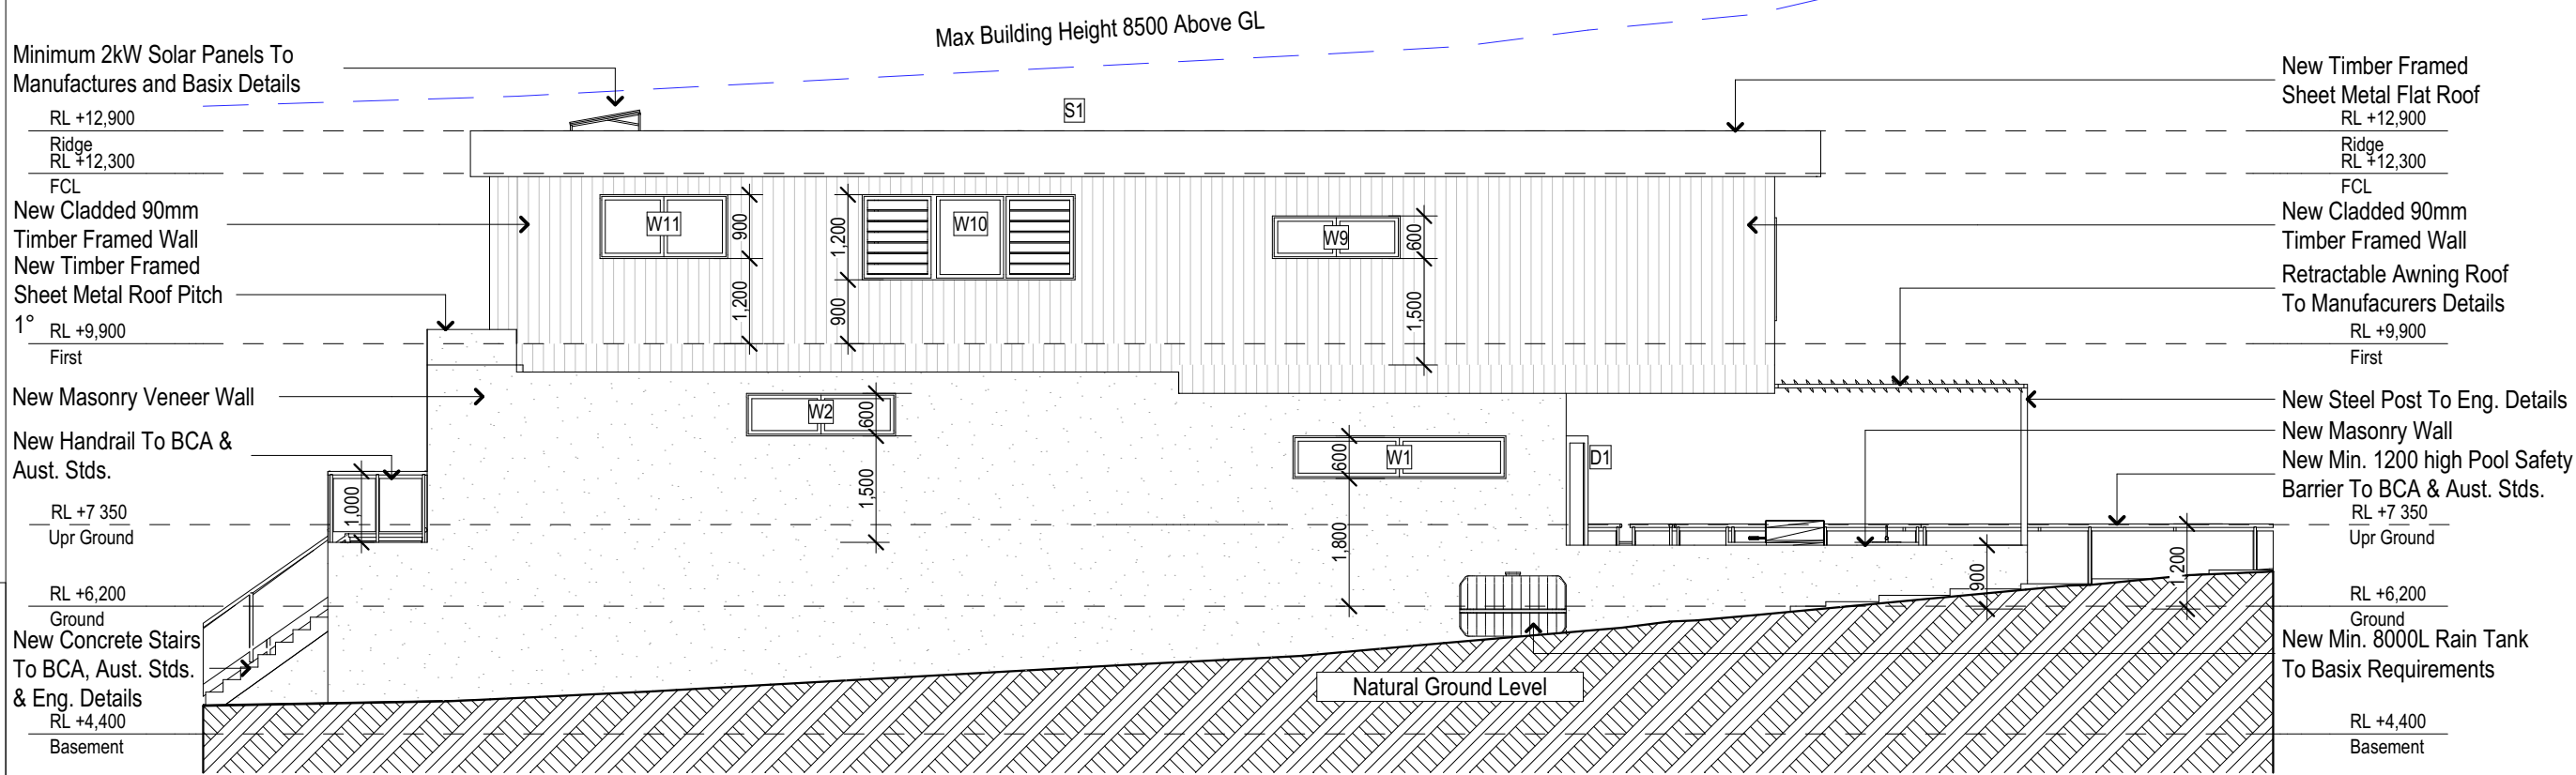 Max Building Height 8500 Above GL
Minimum 2kW Solar Panels To
Manufactures and Basix Details
RL +12,900
Ridge
RL +12,300
FCL
New Cladded 90mm
Timber Framed Wall
New Timber Framed
Sheet Metal Roof Pitch
1°
RL +9,900
First
New Masonry Veneer Wall
New Handrail To BCA &
Aust. Stds.
RL +7 350
Upr Ground
RL +6,200
Ground
New Concrete Stairs
To BCA, Aust. Stds.
& Eng. Details
RL +4,400
Basement
S1
W11
900
1,200
1,200
900
W10
W9
600
1,500
W2
600
1,500
W1
600
1,800
D1
1,000
900
1,200
Natural Ground Level
New Timber Framed
Sheet Metal Flat Roof
RL +12,900
Ridge
RL +12,300
FCL
New Cladded 90mm
Timber Framed Wall
Retractable Awning Roof
To Manufacurers Details
RL +9,900
First
New Steel Post To Eng. Details
New Masonry Wall
New Min. 1200 high Pool Safety
Barrier To BCA & Aust. Stds.
RL +7 350
Upr Ground
RL +6,200
Ground
New Min. 8000L Rain Tank
To Basix Requirements
RL +4,400
Basement